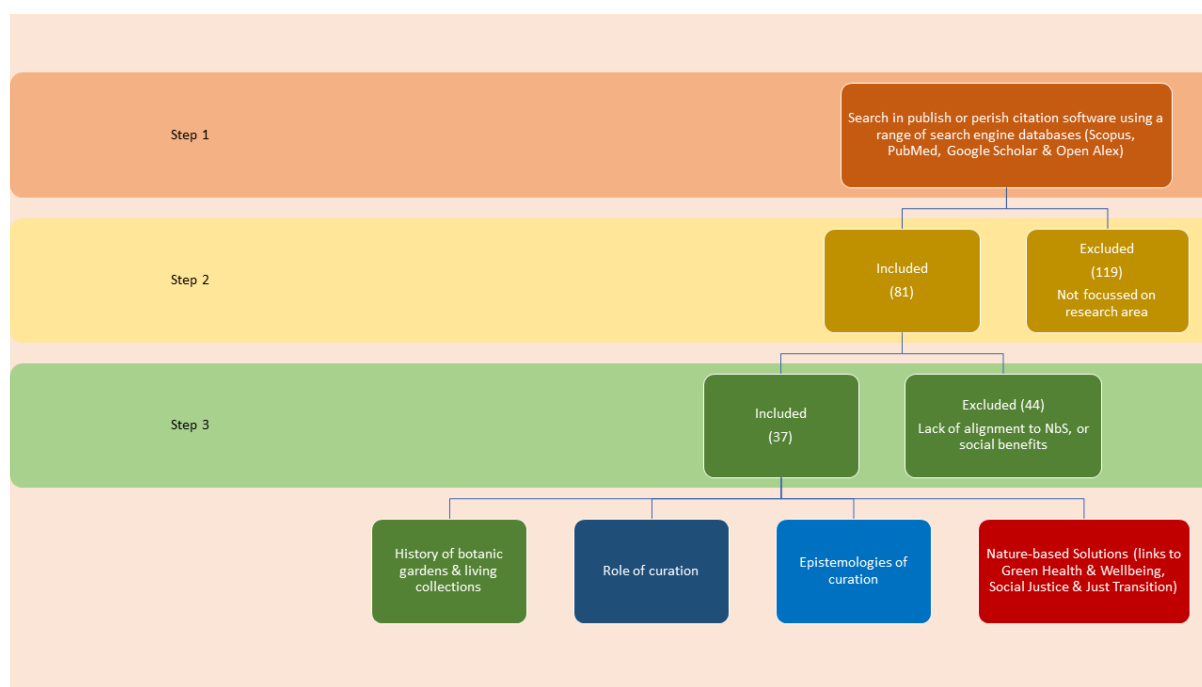 Step 1
Search in publish or perish citation software using a
range of search engine databases (Scopus,
PubMed, Google Scholar & Open Alex)
Step 2
Included
(81)
Excluded
(119)
Not focussed on
research area
Step 3
Included
(37)
Excluded (44)
Lack of alignment to NbS, or
social benefits
History of botanic
gardens & living
collections
Role of curation
Epistemologies of
curation
Nature-based Solutions (links to
Green Health & Wellbeing,
Social Justice & Just Transition)